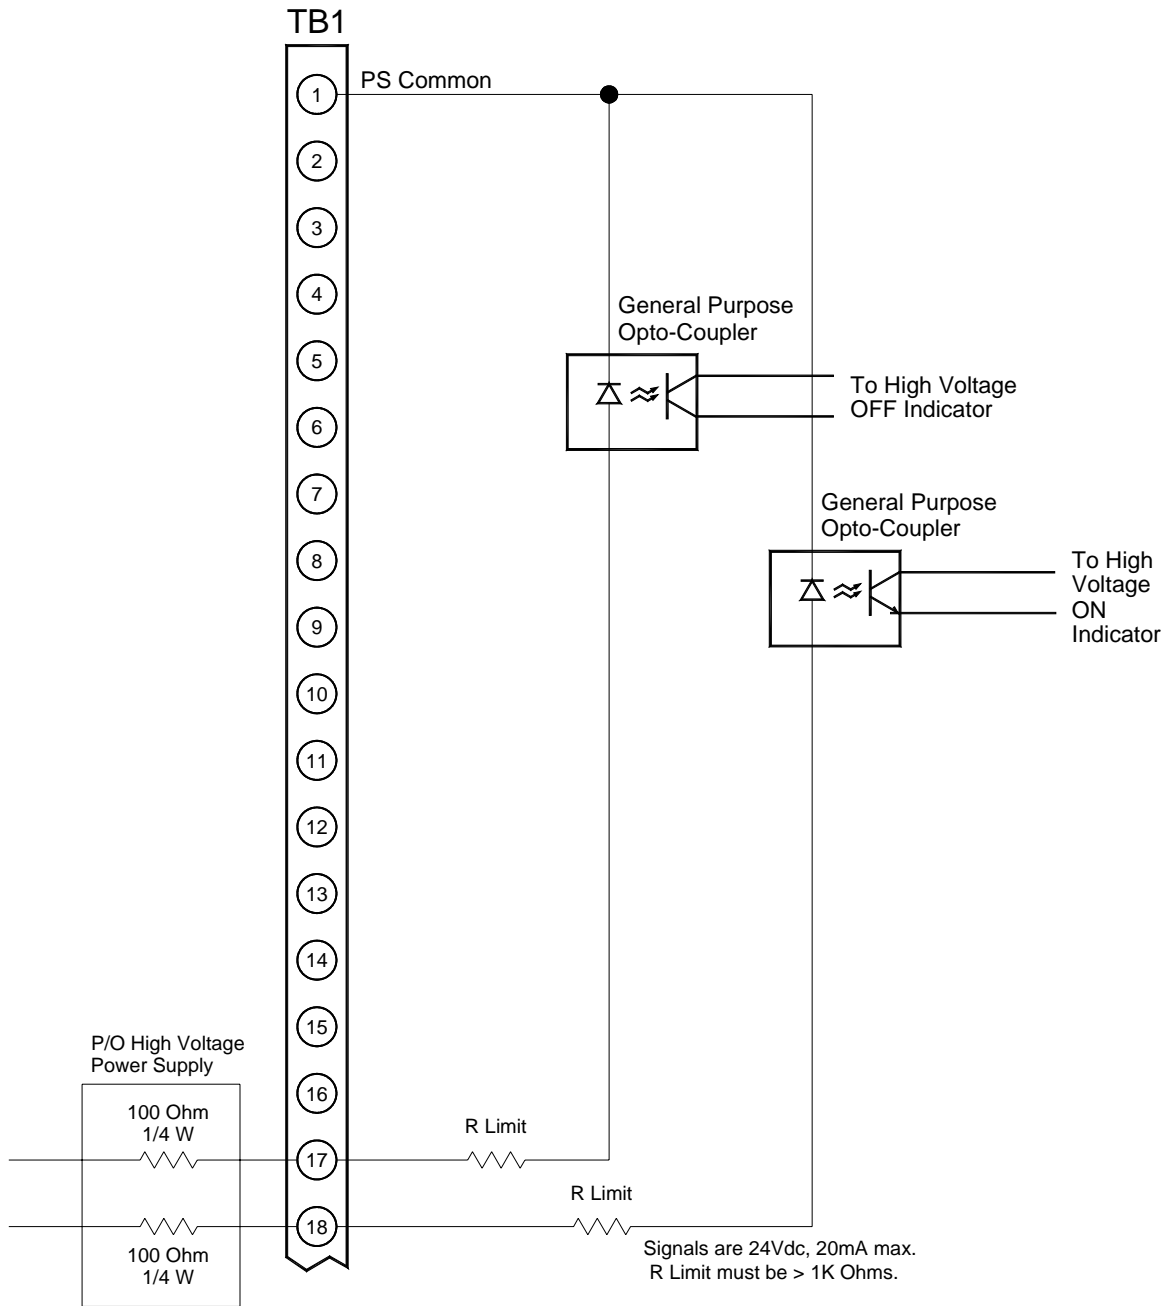 TB1
PS Common
1
2
3
4
5
6
7
8
9
10
11
12
13
14
15
16
17
18
General Purpose
Opto-Coupler
To High Voltage
OFF Indicator
General Purpose
Opto-Coupler
To High
Voltage
ON
Indicator
P/O High Voltage
Power Supply
100 Ohm
1/4 W
R Limit
R Limit
100 Ohm
1/4 W
Signals are 24Vdc, 20mA max.
R Limit must be > 1K Ohms.